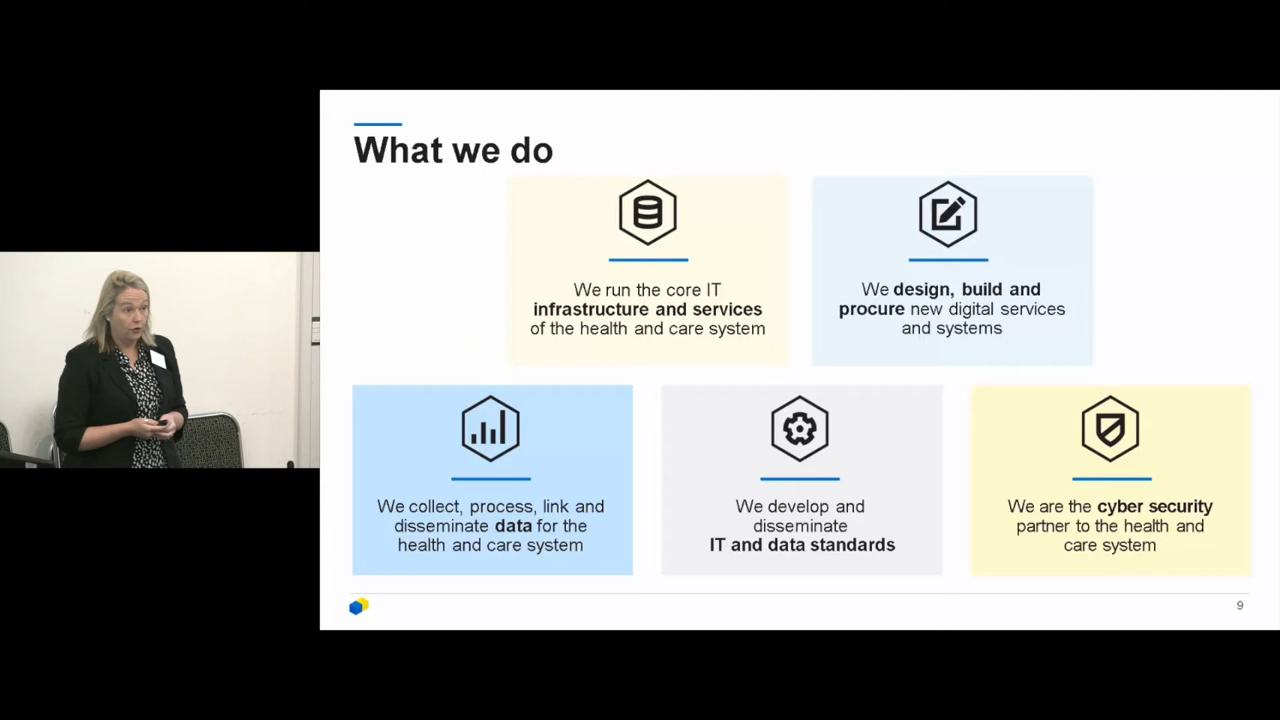 What we do
We run the core IT
infrastructure and services
of the health and care system
We design, build and
procure new digital services
and systems
We collect, process, link and
disseminate data for the
health and care system
We develop and
disseminate
IT and data standards
We are the cyber security
partner to the health and
care system
9